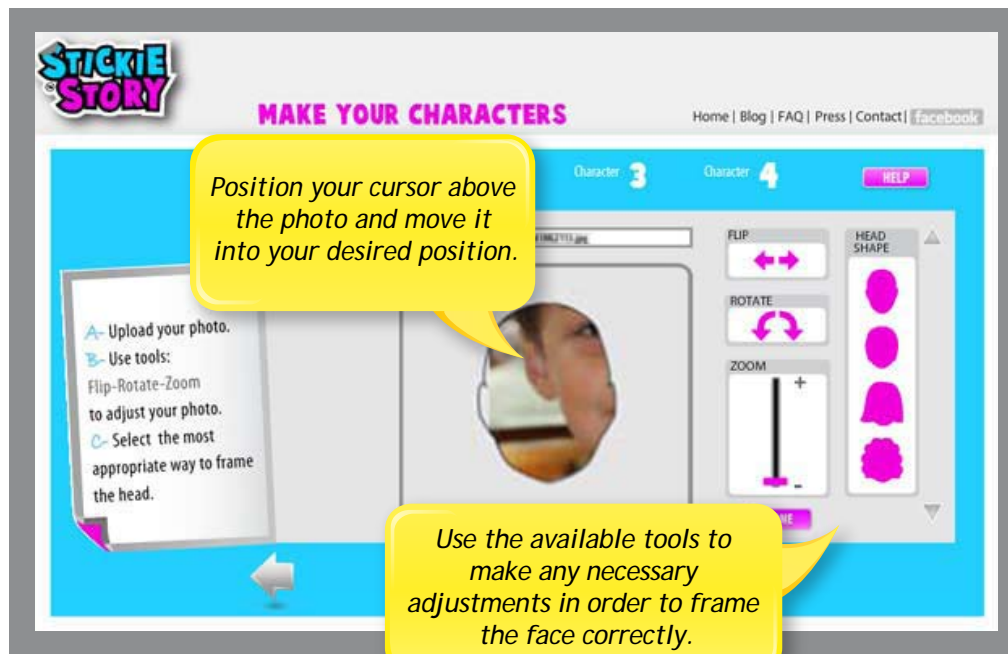 STICKIE
STORY
MAKE YOUR CHARACTERS
Home | Blog | FAQ | Press | Contact | facebook
Character 3
Character 4
HELP
Position your cursor above
the photo and move it
into your desired position.
.jpg
FLIP
HEAD
SHAPE
ROTATE
ZOOM
+
-
A- Upload your photo.
B- Use tools:
Flip-Rotate-Zoom
to adjust your photo.
C- Select the most
appropriate way to frame
the head.
Use the available tools to
make any necessary
adjustments in order to frame
the face correctly.